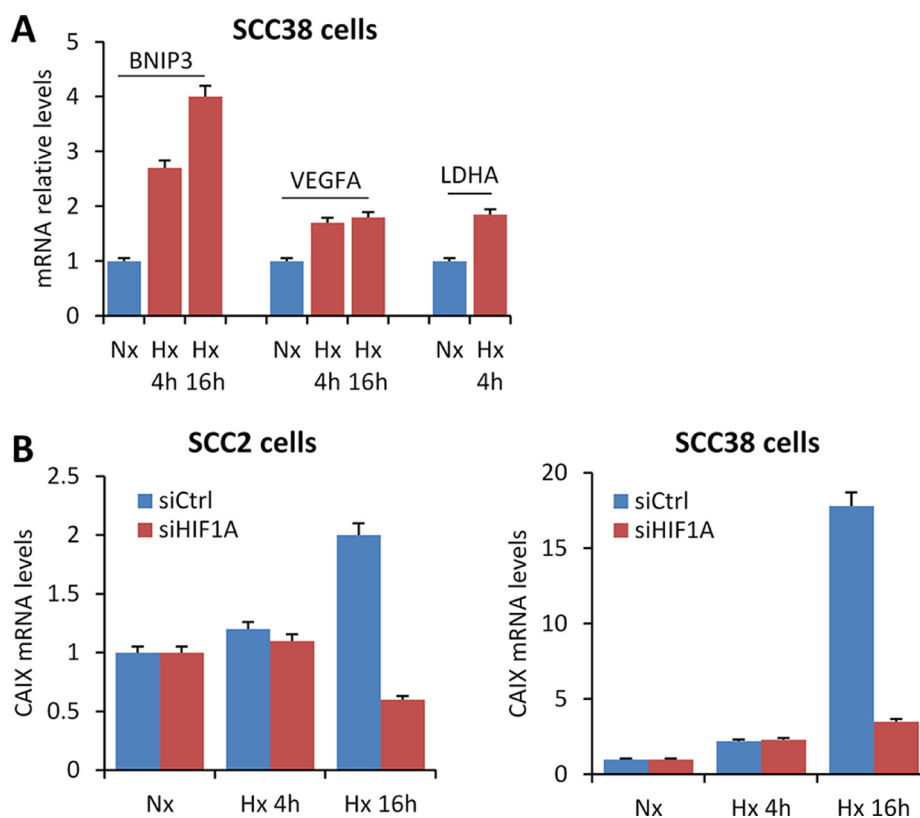 A
SCC38 cells
mRNA relative levels
5
4
3
2
1
0
BNIP3
VEGFA
LDHA
Nx Hx Hx Nx Hx Hx Nx Hx
4h 16h 4h 16h 4h
B
SCC2 cells
CAIX mRNA levels
2.5
2
1.5
1
0.5
0
siCtrl
siHIF1A
Nx Hx 4h Hx 16h
SCC38 cells
CAIX mRNA levels
20
15
10
5
0
siCtrl
siHIF1A
Nx Hx 4h Hx 16h